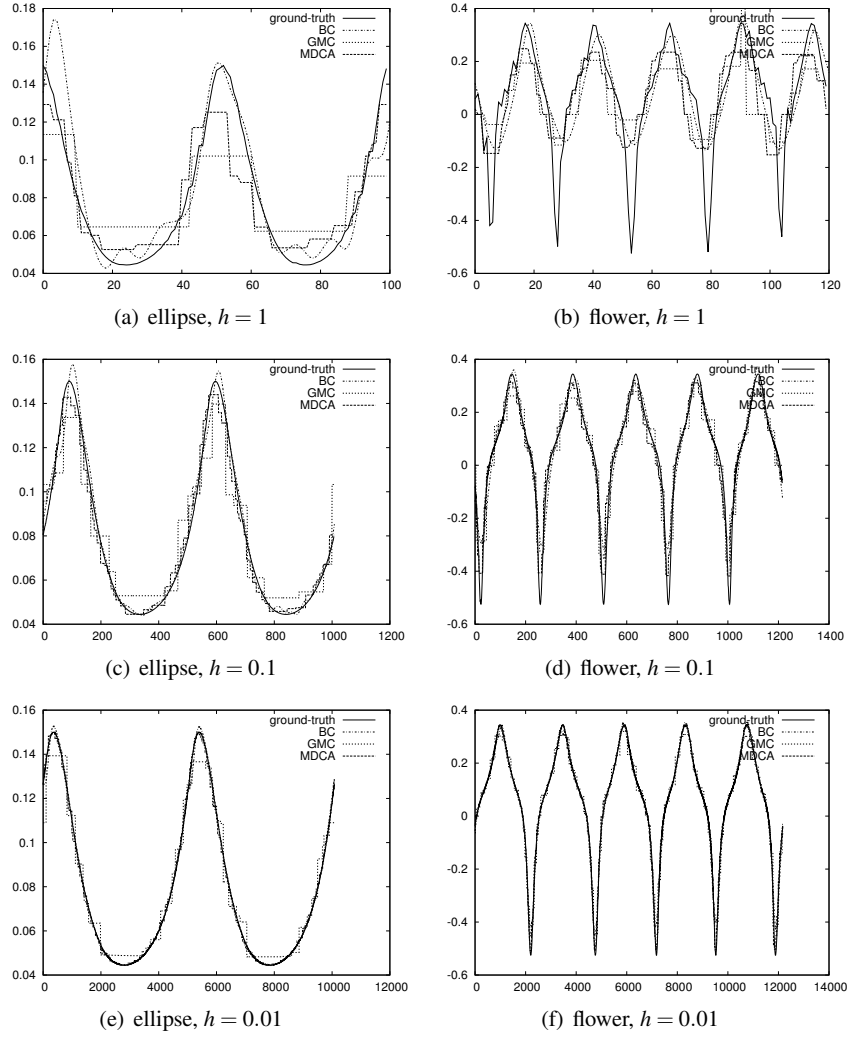 0.18
0.16
0.14
0.12
0.1
0.08
0.06
0.04
0 20 40 60 80 100
ground-truth
BC
GMC
MDCA
(a) ellipse, h = 1
0.4
0.2
0
-0.2
-0.4
-0.6
0 20 40 60 80 100 120
ground-truth
BC
GMC
MDCA
(b) flower, h = 1
0.16
0.14
0.12
0.1
0.08
0.06
0.04
0 200 400 600 800 1000 1200
ground-truth
BC
GMC
MDCA
(c) ellipse, h = 0.1
0.4
0.2
0
-0.2
-0.4
-0.6
0 200 400 600 800 1000 1200 1400
ground-truth
BC
GMC
MDCA
(d) flower, h = 0.1
0.16
0.14
0.12
0.1
0.08
0.06
0.04
0 2000 4000 6000 8000 10000 12000
ground-truth
BC
GMC
MDCA
(e) ellipse, h = 0.01
0.4
0.2
0
-0.2
-0.4
-0.6
0 2000 4000 6000 8000 10000 12000 14000
ground-truth
BC
GMC
MDCA
(f) flower, h = 0.01